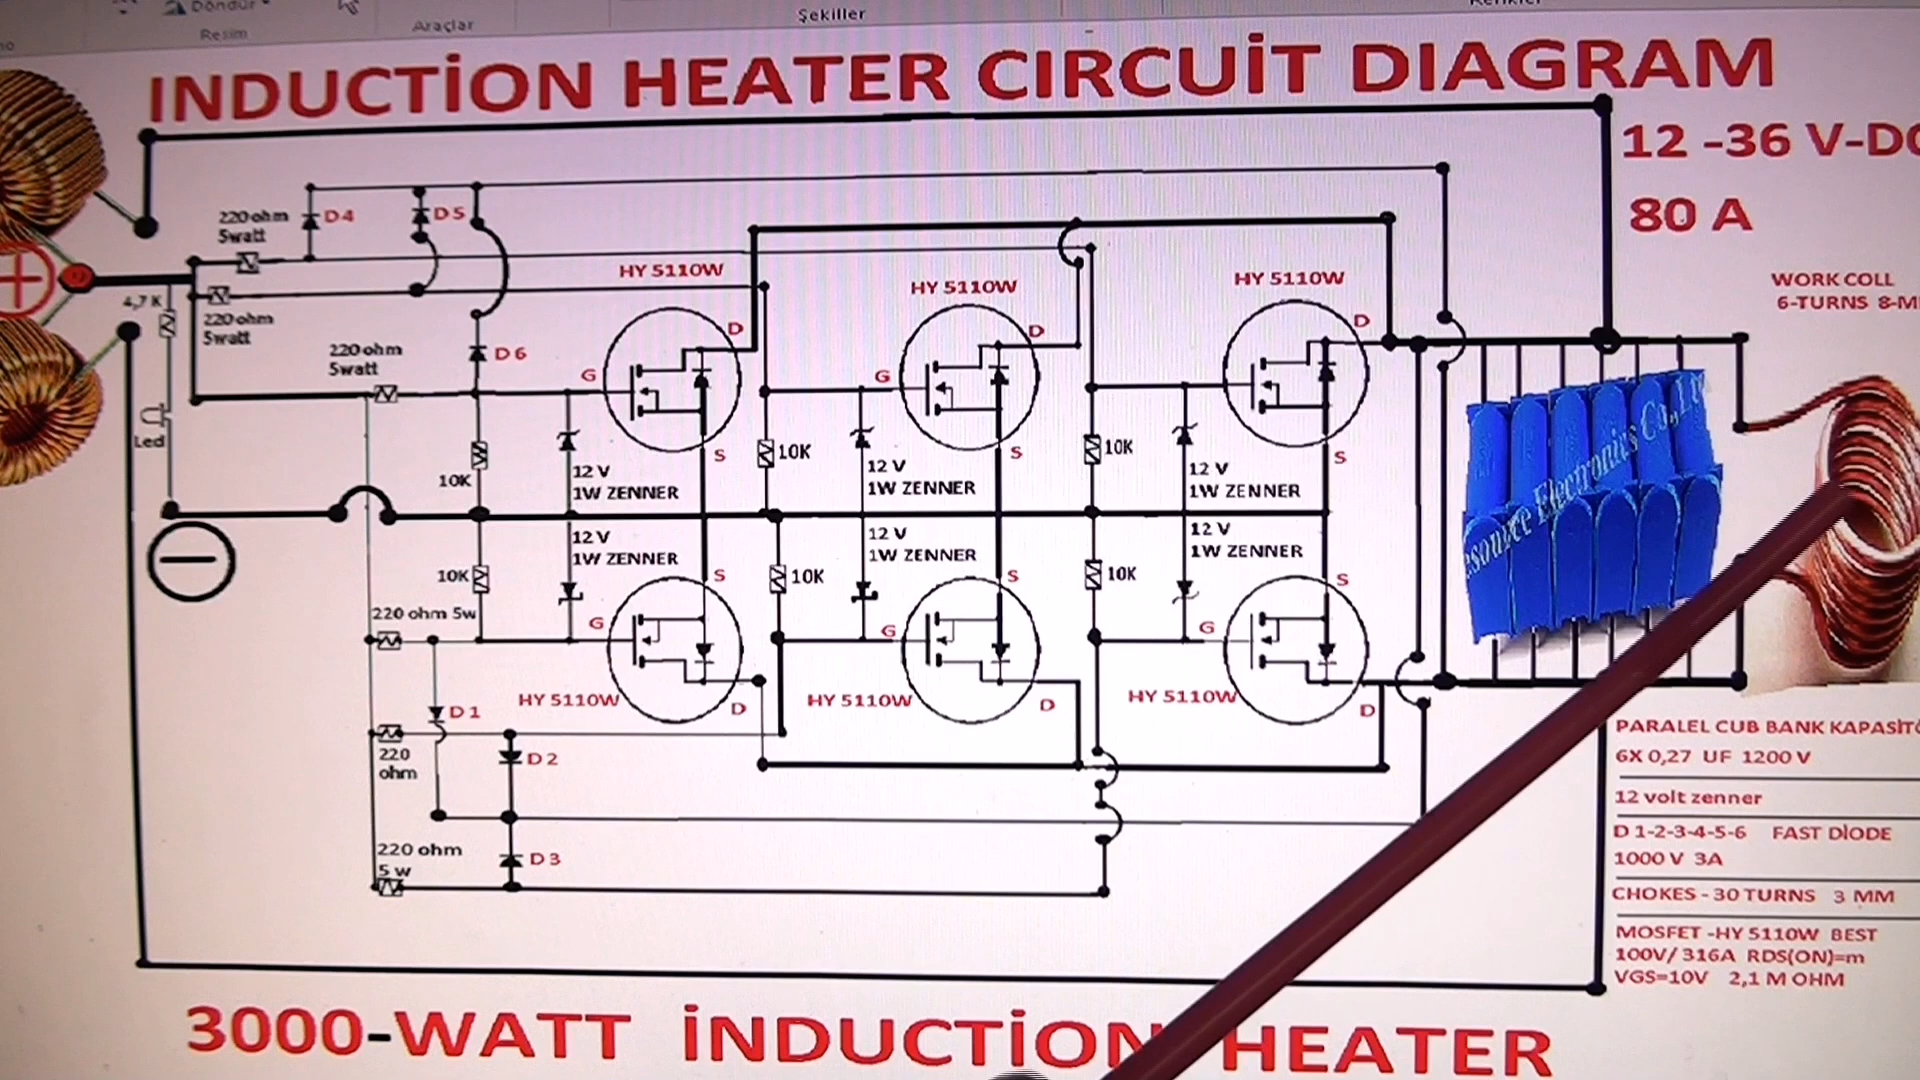 Döndür
Resim
Araçlar
Şekiller
INDUCTİON HEATER CIRCUİT DIAGRAM
12 -36 V-DC
80 A
WORK COLL
6-TURNS 8-M
220 ohm
5watt
D4
D5
4,7 K
220 ohm
5watt
220 ohm
5watt
D6
Led
HY 5110W
HY 5110W
HY 5110W
D
D
D
G
G
S
S
S
10K
10K
10K
12 V
1W ZENNER
12 V
1W ZENNER
12 V
1W ZENNER
12 V
1W ZENNER
12 V
1W ZENNER
12 V
1W ZENNER
10K
10K
10K
S
S
S
220 ohm 5w
G
G
G
HY 5110W
HY 5110W
HY 5110W
D
D
D
D1
220
ohm
D2
220 ohm
5 w
D3
esource Electronics Co.,L
PARALEL CUB BANK KAPASİT
6X 0,27 UF 1200 V
12 volt zenner
D 1-2-3-4-5-6 FAST DİODE
1000 V 3A
CHOKES - 30 TURNS 3 MM
MOSFET -HY 5110W BEST
100V/ 316A RDS(ON)=m
VGS=10V 2,1 M OHM
3000-WATT İNDUCTİON HEATER